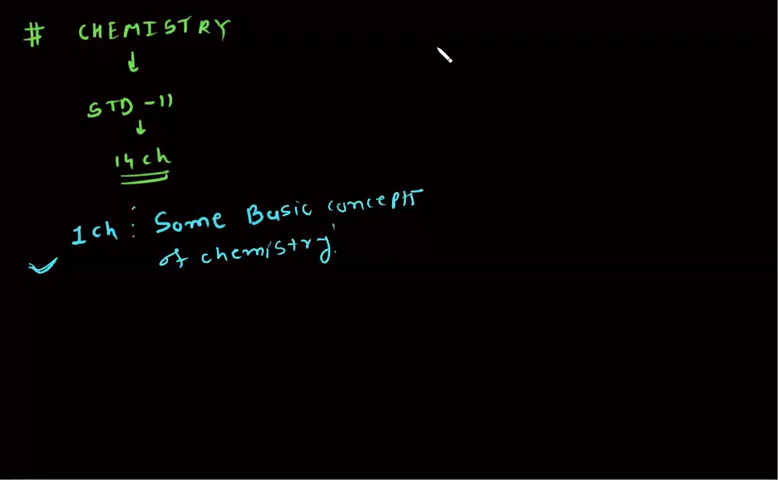 # CHEMISTRY
↓
STD-11
↓
14 ch
1 ch : Some Basic concept
of chemistry.